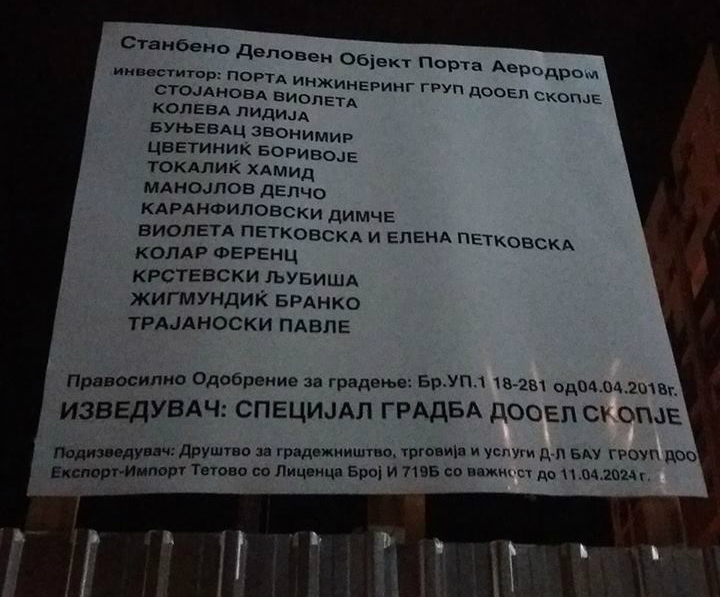 Станбено Деловен Објект Порта Аеродром
инвеститор: ПОРТА ИНЖИНЕРИНГ ГРУП ДООЕЛ СКОПЈЕ
СТОЈАНОВА ВИОЛЕТА
КОЛЕВА ЛИДИЈА
БУЊЕВАЦ ЗВОНИМИР
ЦВЕТИНИЌ БОРИВОЈЕ
ТОКАЛИЌ ХАМИД
МАНОЈЛОВ ДЕЛЧО
КАРАНФИЛОВСКИ ДИМЧЕ
ВИОЛЕТА ПЕТКОВСКА И ЕЛЕНА ПЕТКОВСКА
КОЛАР ФЕРЕНЦ
КРСТЕВСКИ ЉУБИША
ЖИГМУНДИЌ БРАНКО
ТРАЈАНОСКИ ПАВЛЕ
Правосилно Одобрение за градење: Бр.УП.1 18-281 од04.04.2018г.
ИЗВЕДУВАЧ: СПЕЦИЈАЛ ГРАДБА ДООЕЛ СКОПЈЕ
Подизведувач: Друштво за градежништво, трговија и услуги Д-Л БАУ ГРОУП ДОО
Експорт-Импорт Тетово со Лиценца Број И 719Б со важност до 11.04.2024г.